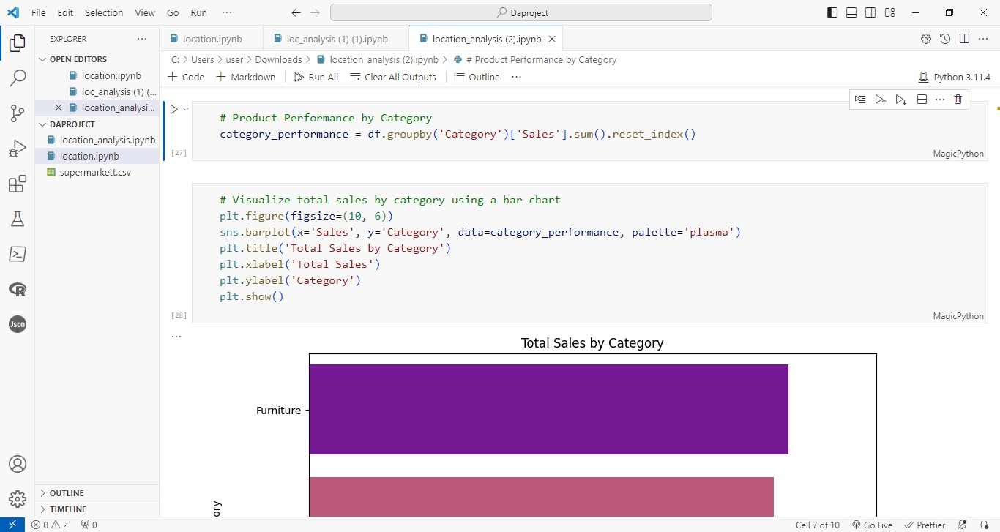 File Edit Selection View Go Run ···
Daproject
EXPLORER ···
OPEN EDITORS
location.ipynb
loc_analysis (1) (...
location_analysi...
DAPROJECT
location_analysis.ipynb
location.ipynb
supermarkett.csv
OUTLINE
TIMELINE
Json
location.ipynb loc_analysis (1) (1).ipynb location_analysis (2).ipynb
C: > Users > user > Downloads > location_analysis (2).ipynb > # Product Performance by Category
+ Code + Markdown Run All Clear All Outputs Outline ··· Python 3.11.4
# Product Performance by Category
category_performance = df.groupby('Category')['Sales'].sum().reset_index()
[27] MagicPython
# Visualize total sales by category using a bar chart
plt.figure(figsize=(10, 6))
sns.barplot(x='Sales', y='Category', data=category_performance, palette='plasma')
plt.title('Total Sales by Category')
plt.xlabel('Total Sales')
plt.ylabel('Category')
plt.show()
[28] MagicPython
...
Total Sales by Category
Furniture
ory
0 2 0 Cell 7 of 10 Go Live Prettier